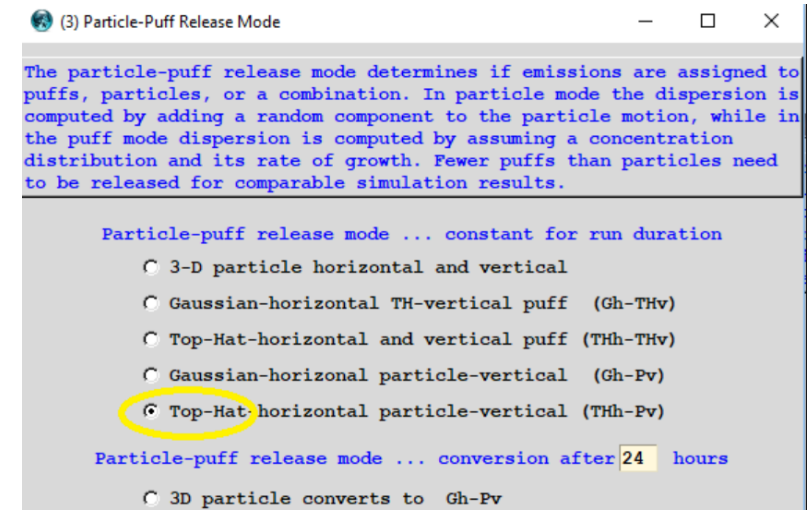 (3) Particle-Puff Release Mode
The particle-puff release mode determines if emissions are assigned to
puffs, particles, or a combination. In particle mode the dispersion is
computed by adding a random component to the particle motion, while in
the puff mode dispersion is computed by assuming a concentration
distribution and its rate of growth. Fewer puffs than particles need
to be released for comparable simulation results.
Particle-puff release mode ... constant for run duration
3-D particle horizontal and vertical
Gaussian-horizontal TH-vertical puff (Gh-THv)
Top-Hat-horizontal and vertical puff (THh-THv)
Gaussian-horizonal particle-vertical (Gh-Pv)
Top-Hat-horizontal particle-vertical (THh-Pv)
Particle-puff release mode ... conversion after 24 hours
3D particle converts to Gh-Pv